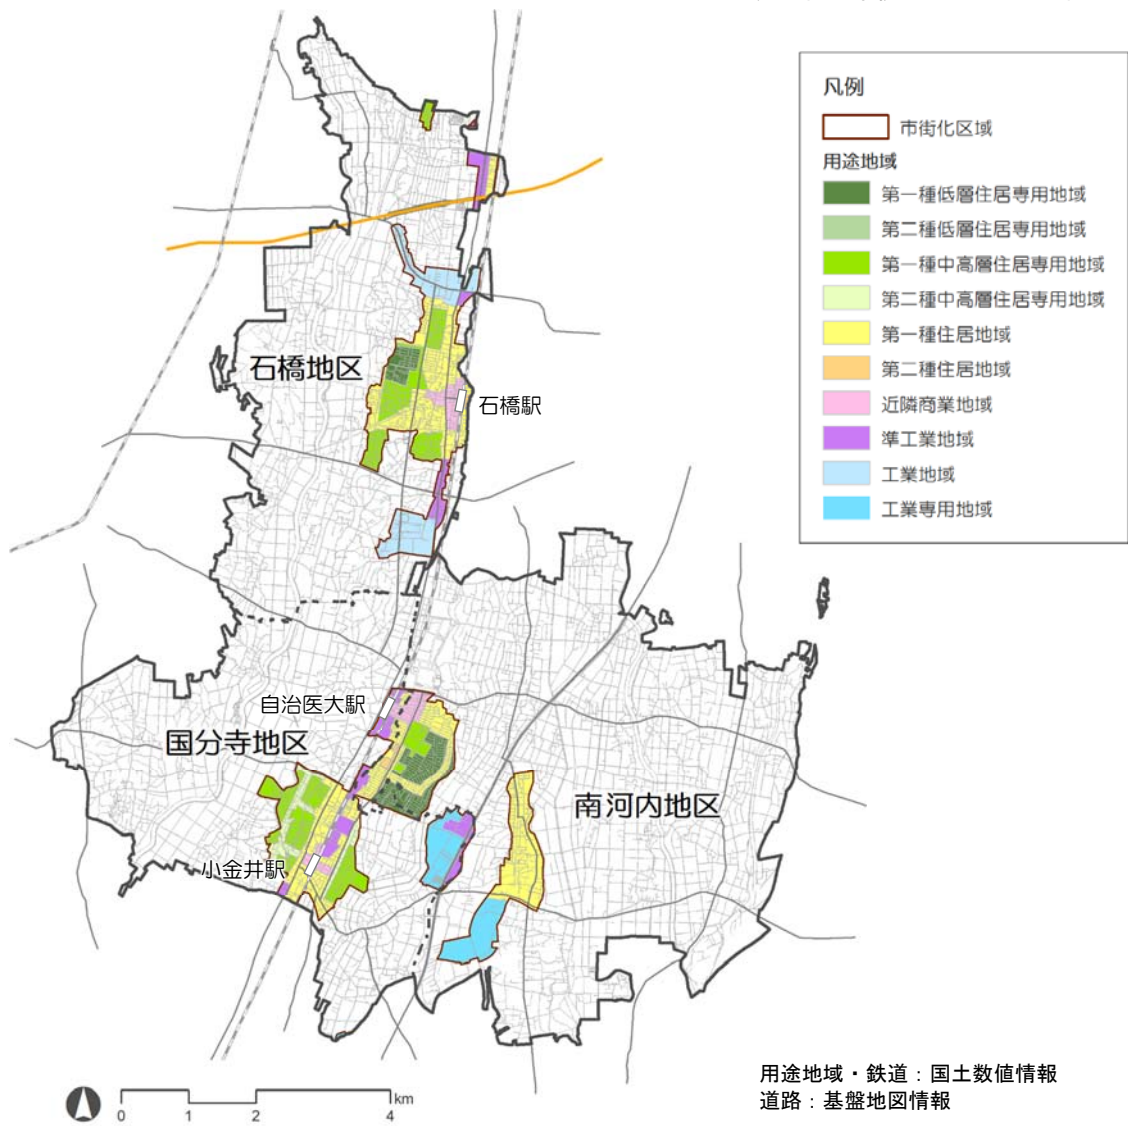 凡例
市街化区域
用途地域
第一種低層住居専用地域
第二種低層住居専用地域
第一種中高層住居専用地域
第二種中高層住居専用地域
第一種住居地域
第二種住居地域
近隣商業地域
準工業地域
工業地域
工業専用地域
石橋地区
石橋駅
自治医大駅
国分寺地区
南河内地区
小金井駅
0 1 2 4 km
用途地域・鉄道：国土数値情報
道路：基盤地図情報